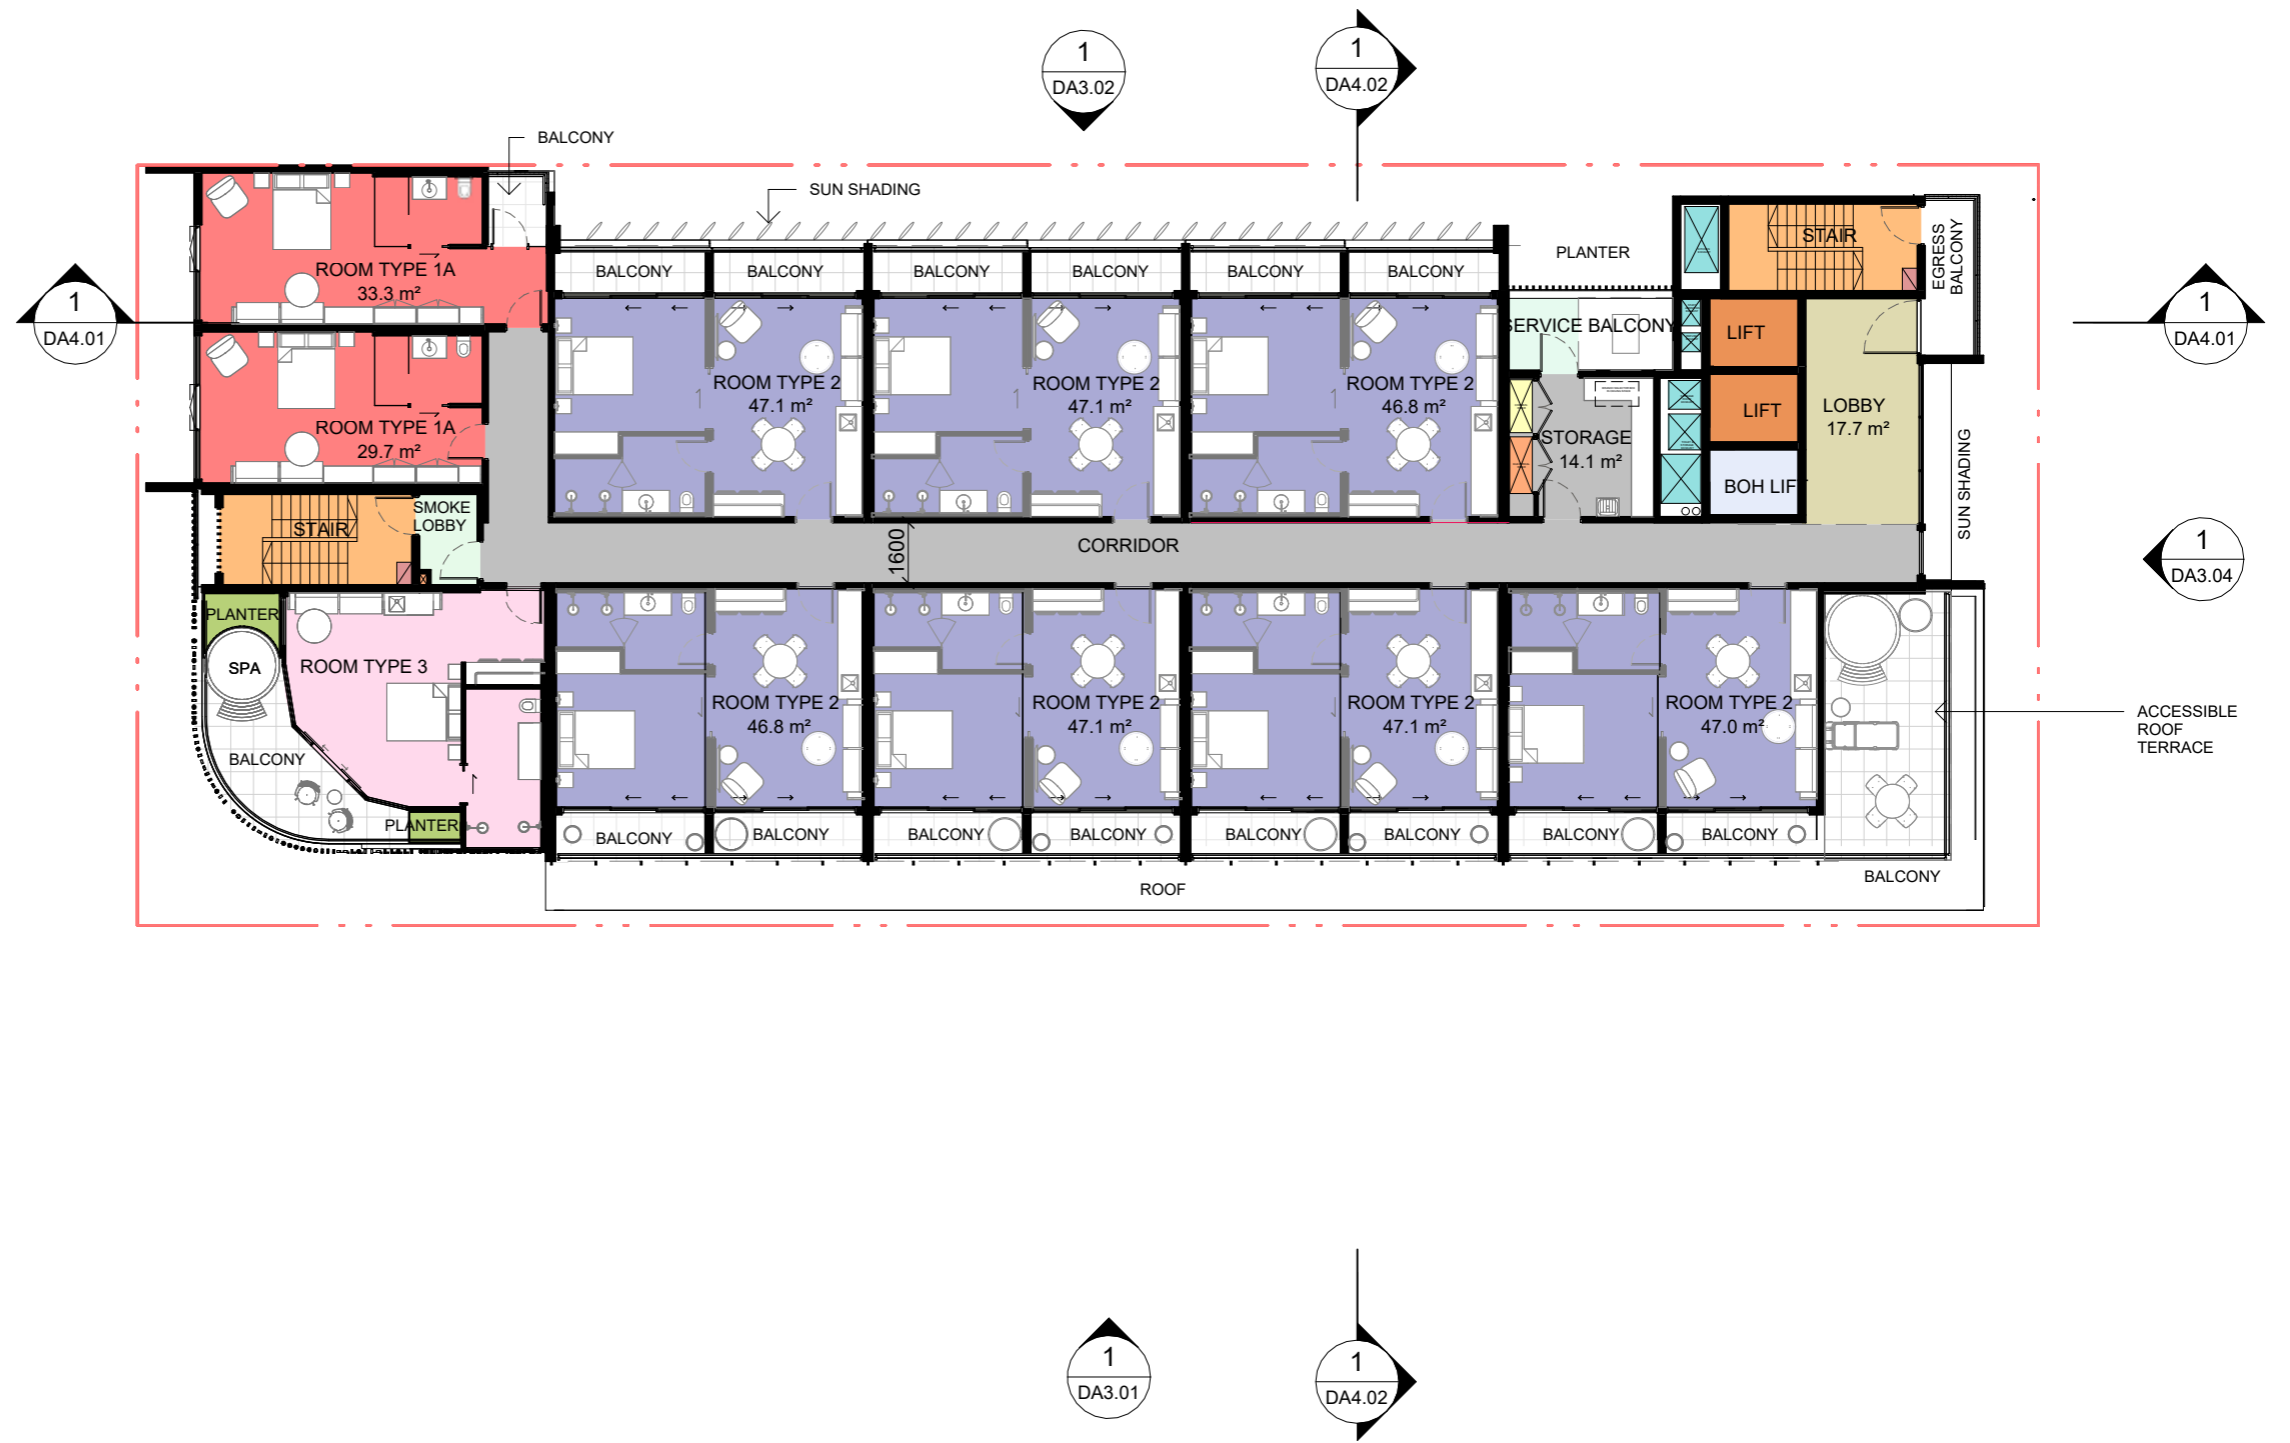 1
DA3.02
1
DA4.02
BALCONY
SUN SHADING
ROOM TYPE 1A
33.3 m²
BALCONY
BALCONY
BALCONY
BALCONY
BALCONY
BALCONY
PLANTER
STAIR
EGRESS
BALCONY
1
DA4.01
SERVICE BALCONY
LIFT
1
DA4.01
ROOM TYPE 2
47.1 m²
ROOM TYPE 2
47.1 m²
ROOM TYPE 2
46.8 m²
LIFT
LOBBY
17.7 m²
ROOM TYPE 1A
29.7 m²
STORAGE
14.1 m²
BOH LIFT
SUN SHADING
STAIR
SMOKE
LOBBY
1600
CORRIDOR
1
DA3.04
PLANTER
SPA
ROOM TYPE 3
ROOM TYPE 2
46.8 m²
ROOM TYPE 2
47.1 m²
ROOM TYPE 2
47.1 m²
ROOM TYPE 2
47.0 m²
ACCESSIBLE
ROOF
TERRACE
BALCONY
PLANTER
BALCONY
BALCONY
BALCONY
BALCONY
BALCONY
BALCONY
BALCONY
BALCONY
ROOF
BALCONY
1
DA3.01
1
DA4.02